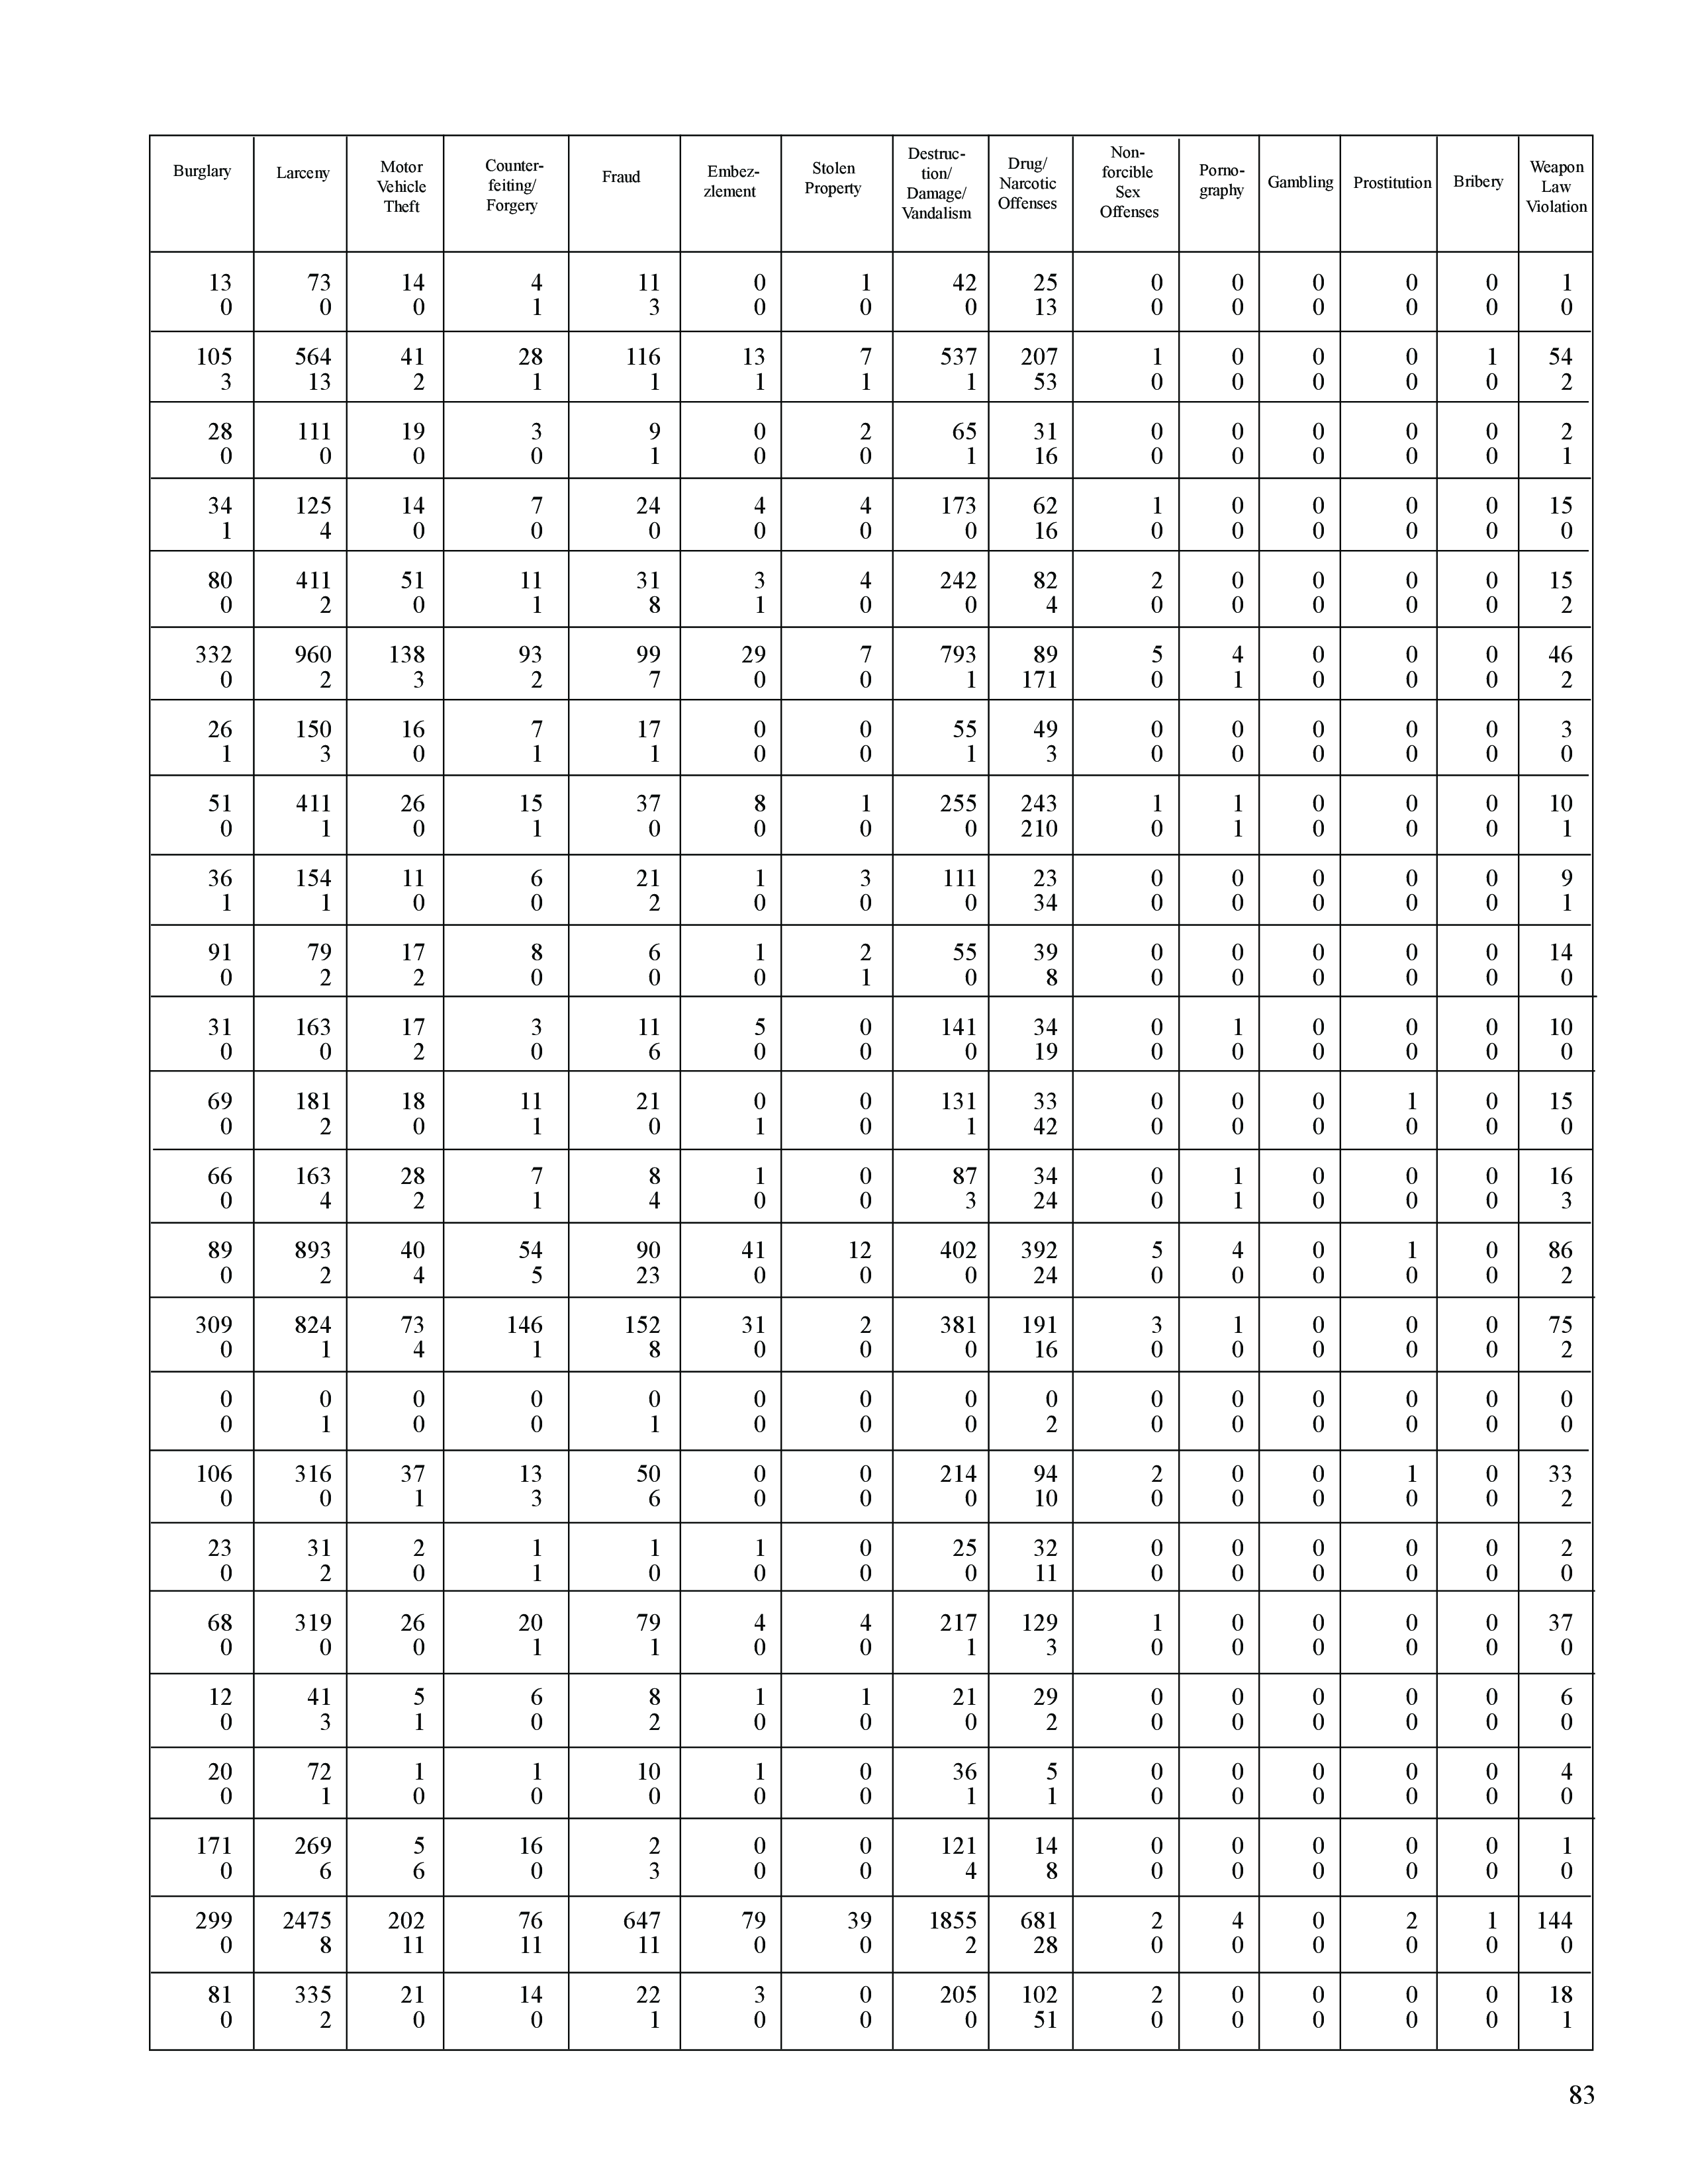 Burglary Larceny Motor Vehicle Theft Counter-feiting/ Forgery Fraud Embez-zlement Stolen Property Destruc-tion/ Damage/ Vandalism Drug/ Narcotic Offenses Non-forcible Sex Offenses Porno-graphy Gambling Prostitution Bribery Weapon Law Violation
13 73 14 4 11 0 1 42 25 0 0 0 0 0 1
0 0 0 1 3 0 0 0 13 0 0 0 0 0 0
105 564 41 28 116 13 7 537 207 1 0 0 0 1 54
3 13 2 1 1 1 1 1 53 0 0 0 0 0 2
28 111 19 3 9 0 2 65 31 0 0 0 0 0 2
0 0 0 0 1 0 0 1 16 0 0 0 0 0 1
34 125 14 7 24 4 4 173 62 1 0 0 0 0 15
1 4 0 0 0 0 0 0 16 0 0 0 0 0 0
80 411 51 11 31 3 4 242 82 2 0 0 0 0 15
0 2 0 1 8 1 0 0 4 0 0 0 0 0 2
332 960 138 93 99 29 7 793 89 5 4 0 0 0 46
0 2 3 2 7 0 0 1 171 0 1 0 0 0 2
26 150 16 7 17 0 0 55 49 0 0 0 0 0 3
1 3 0 1 1 0 0 1 3 0 0 0 0 0 0
51 411 26 15 37 8 1 255 243 1 1 0 0 0 10
0 1 0 1 0 0 0 0 210 0 1 0 0 0 1
36 154 11 6 21 1 3 111 23 0 0 0 0 0 9
1 1 0 0 2 0 0 0 34 0 0 0 0 0 1
91 79 17 8 6 1 2 55 39 0 0 0 0 0 14
0 2 2 0 0 0 1 0 8 0 0 0 0 0 0
31 163 17 3 11 5 0 141 34 0 1 0 0 0 10
0 0 2 0 6 0 0 0 19 0 0 0 0 0 0
69 181 18 11 21 0 0 131 33 0 0 0 1 0 15
0 2 0 1 0 1 0 1 42 0 0 0 0 0 0
66 163 28 7 8 1 0 87 34 0 1 0 0 0 16
0 4 2 1 4 0 0 3 24 0 1 0 0 0 3
89 893 40 54 90 41 12 402 392 5 4 0 1 0 86
0 2 4 5 23 0 0 0 24 0 0 0 0 0 2
309 824 73 146 152 31 2 381 191 3 1 0 0 0 75
0 1 4 1 8 0 0 0 16 0 0 0 0 0 2
0 0 0 0 0 0 0 0 0 0 0 0 0 0 0
0 1 0 0 1 0 0 0 2 0 0 0 0 0 0
106 316 37 13 50 0 0 214 94 2 0 0 1 0 33
0 0 1 3 6 0 0 0 10 0 0 0 0 0 2
23 31 2 1 1 1 0 25 32 0 0 0 0 0 2
0 2 0 1 0 0 0 0 11 0 0 0 0 0 0
68 319 26 20 79 4 4 217 129 1 0 0 0 0 37
0 0 0 1 1 0 0 1 3 0 0 0 0 0 0
12 41 5 6 8 1 1 21 29 0 0 0 0 0 6
0 3 1 0 2 0 0 0 2 0 0 0 0 0 0
20 72 1 1 10 1 0 36 5 0 0 0 0 0 4
0 1 0 0 0 0 0 1 1 0 0 0 0 0 0
171 269 5 16 2 0 0 121 14 0 0 0 0 0 1
0 6 6 0 3 0 0 4 8 0 0 0 0 0 0
299 2475 202 76 647 79 39 1855 681 2 4 0 2 1 144
0 8 11 11 11 0 0 2 28 0 0 0 0 0 0
81 335 21 14 22 3 0 205 102 2 0 0 0 0 18
0 2 0 0 1 0 0 0 51 0 0 0 0 0 1
83